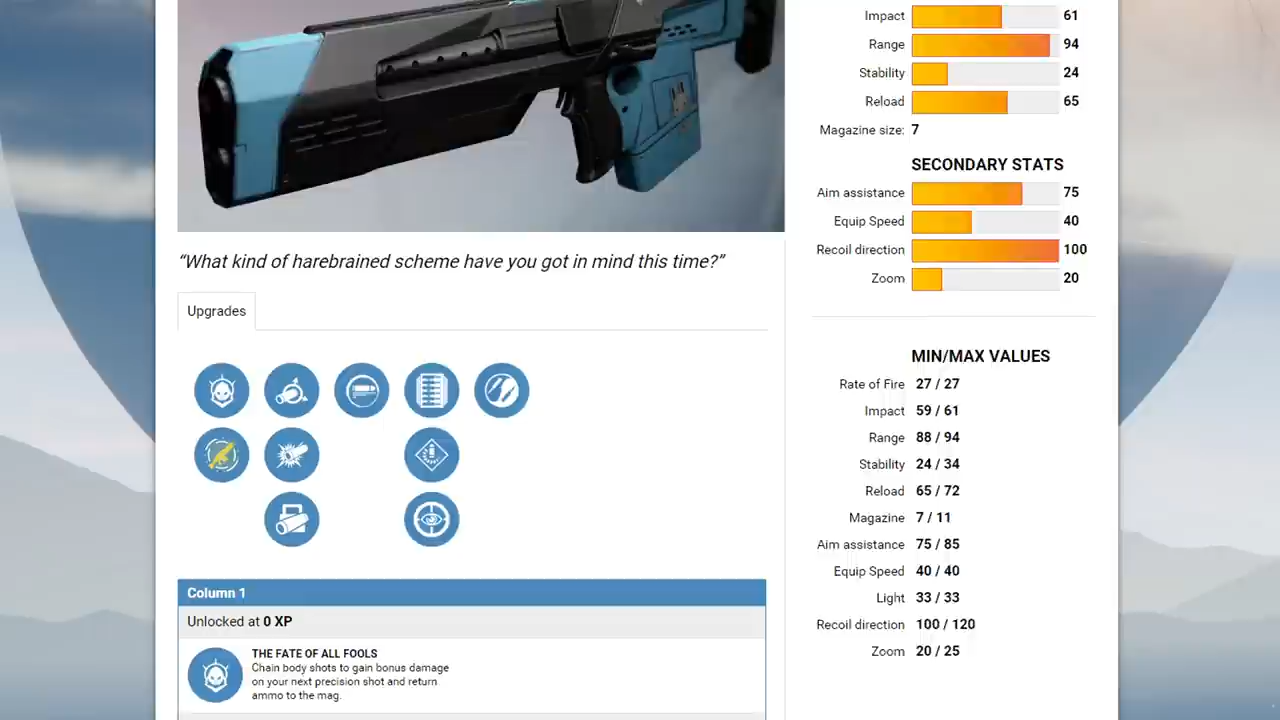 Impact 61
Range 94
Stability 24
Reload 65
Magazine size: 7
SECONDARY STATS
Aim assistance 75
Equip Speed 40
Recoil direction 100
Zoom 20
“What kind of harebrained scheme have you got in mind this time?”
Upgrades
MIN/MAX VALUES
Rate of Fire 27 / 27
Impact 59 / 61
Range 88 / 94
Stability 24 / 34
Reload 65 / 72
Magazine 7 / 11
Aim assistance 75 / 85
Equip Speed 40 / 40
Light 33 / 33
Recoil direction 100 / 120
Zoom 20 / 25
Column 1
Unlocked at 0 XP
THE FATE OF ALL FOOLS
Chain body shots to gain bonus damage
on your next precision shot and return
ammo to the mag.